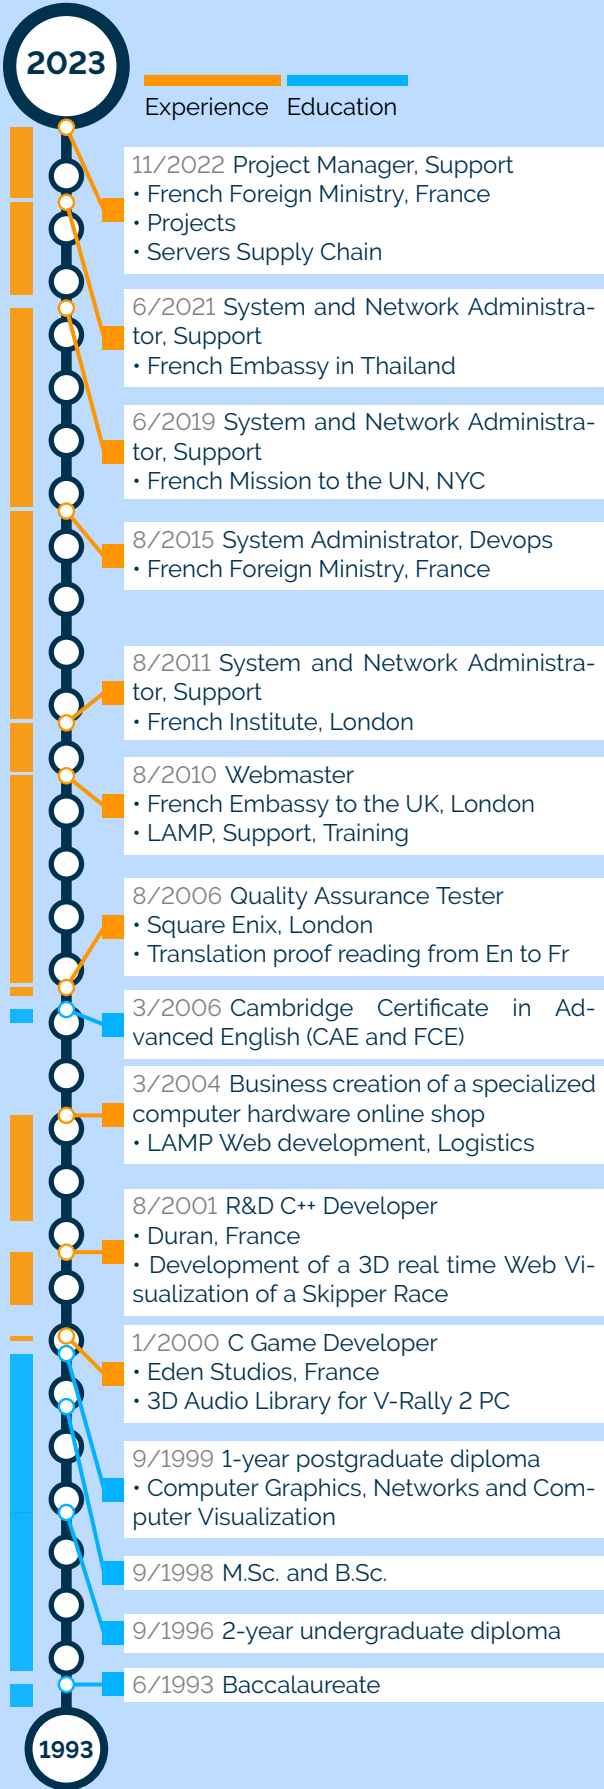 2023
Experience Education
11/2022 Project Manager, Support
• French Foreign Ministry, France
• Projects
• Servers Supply Chain
6/2021 System and Network Administra-
tor, Support
• French Embassy in Thailand
6/2019 System and Network Administra-
tor, Support
• French Mission to the UN, NYC
8/2015 System Administrator, Devops
• French Foreign Ministry, France
8/2011 System and Network Administra-
tor, Support
• French Institute, London
8/2010 Webmaster
• French Embassy to the UK, London
• LAMP, Support, Training
8/2006 Quality Assurance Tester
• Square Enix, London
• Translation proof reading from En to Fr
3/2006 Cambridge Certificate in Ad-
vanced English (CAE and FCE)
3/2004 Business creation of a specialized
computer hardware online shop
• LAMP Web development, Logistics
8/2001 R&D C++ Developer
• Duran, France
• Development of a 3D real time Web Vi-
sualization of a Skipper Race
1/2000 C Game Developer
• Eden Studios, France
• 3D Audio Library for V-Rally 2 PC
9/1999 1-year postgraduate diploma
• Computer Graphics, Networks and Com-
puter Visualization
9/1998 M.Sc. and B.Sc.
9/1996 2-year undergraduate diploma
6/1993 Baccalaureate
1993